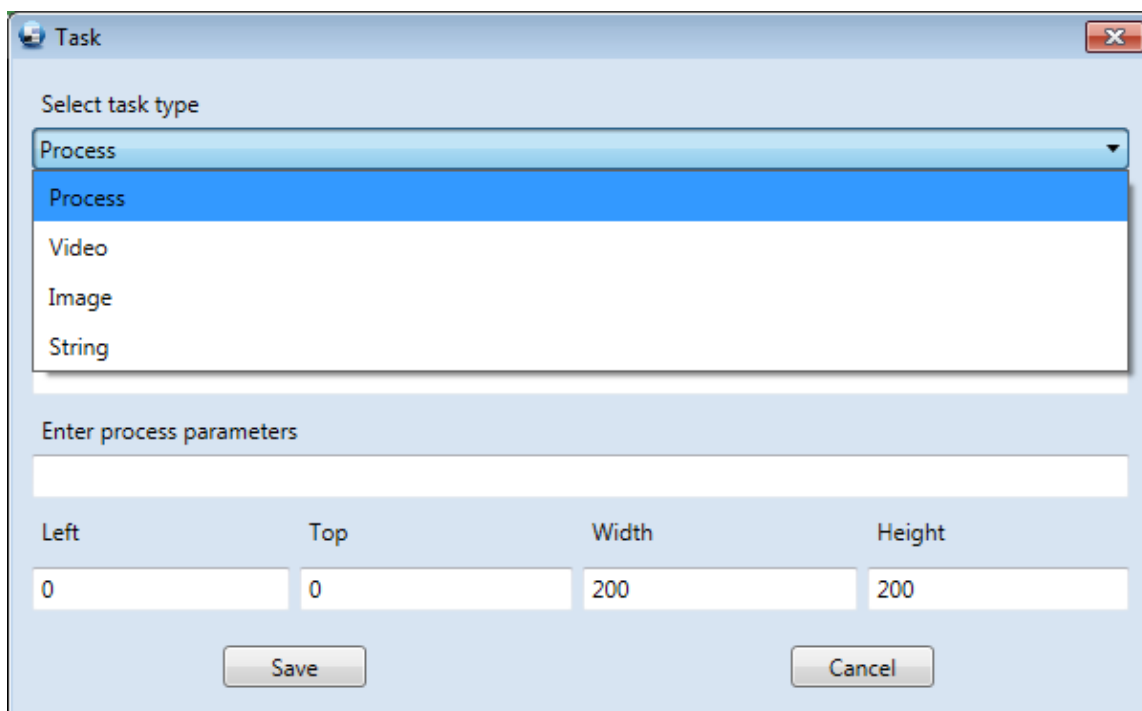 Task
Select task type
Process
Process
Video
Image
String
Enter process parameters
Left Top Width Height
0 0 200 200
Save Cancel